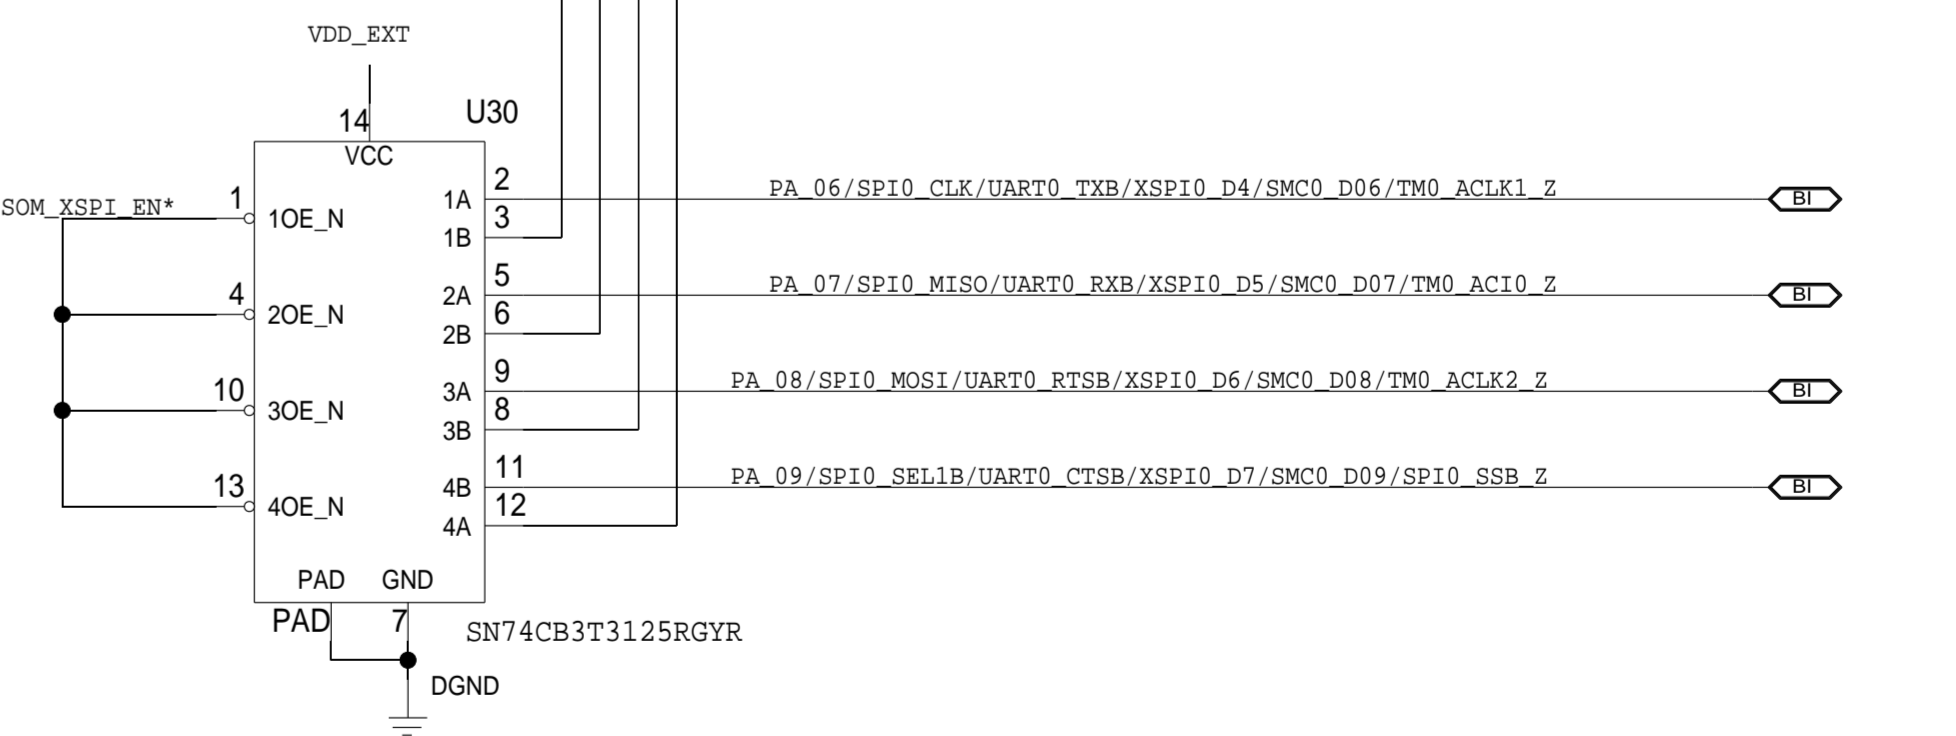 VDD_EXT
U30
14
VCC
2
PA_06/SPI0_CLK/UART0_TXB/XSPI0_D4/SMC0_D06/TM0_ACLK1_Z
BI
SOM_XSPI_EN*
1
1A
3
1OE_N
1B
5
PA_07/SPI0_MISO/UART0_RXB/XSPI0_D5/SMC0_D07/TM0_ACI0_Z
BI
4
2A
6
2OE_N
2B
9
PA_08/SPI0_MOSI/UART0_RTSB/XSPI0_D6/SMC0_D08/TM0_ACLK2_Z
BI
10
3A
8
3OE_N
3B
11
PA_09/SPI0_SEL1B/UART0_CTSB/XSPI0_D7/SMC0_D09/SPI0_SSB_Z
BI
13
4B
12
4OE_N
4A
PAD GND
PAD 7
SN74CB3T3125RGYR
DGND